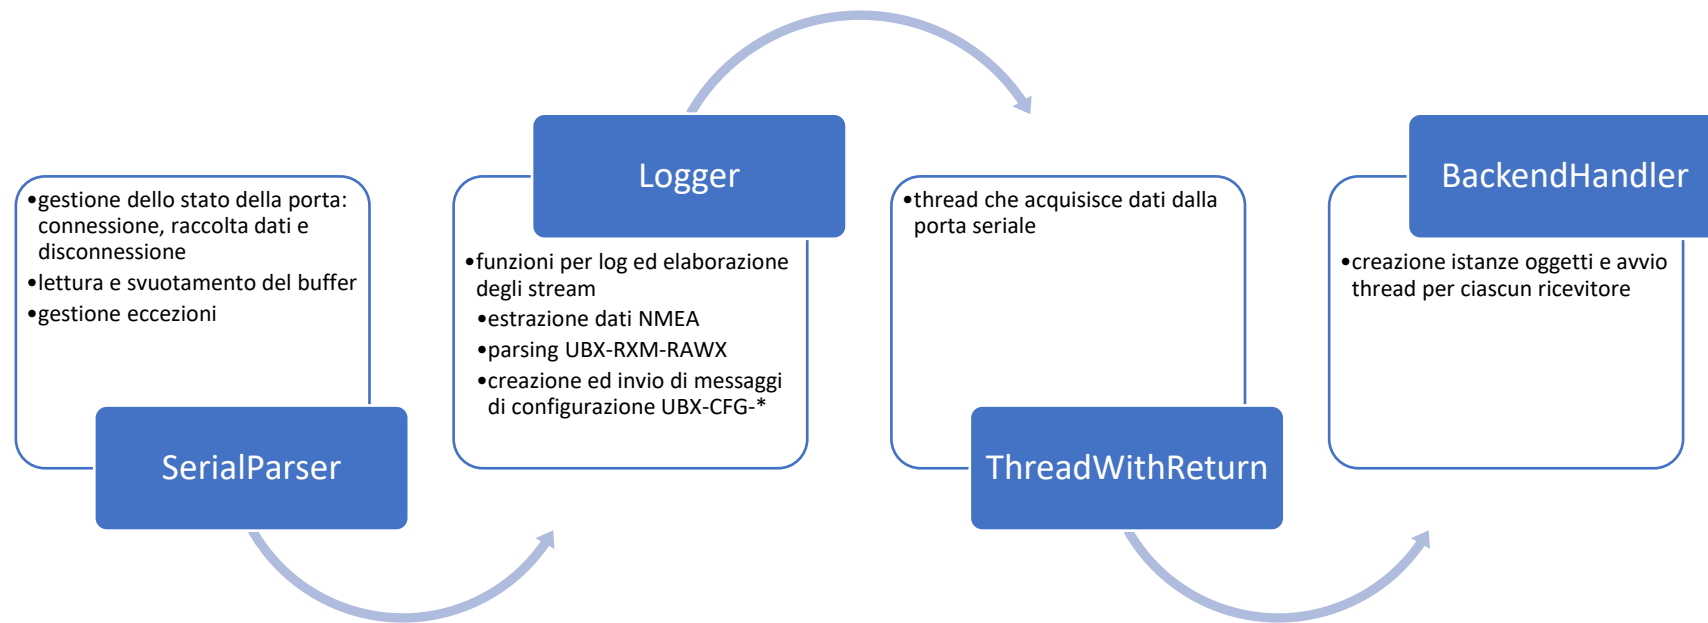 •gestione dello stato della porta:
connessione, raccolta dati e
disconnessione
•lettura e svuotamento del buffer
•gestione eccezioni
SerialParser
Logger
•funzioni per log ed elaborazione
degli stream
•estrazione dati NMEA
•parsing UBX-RXM-RAWX
•creazione ed invio di messaggi
di configurazione UBX-CFG-*
•thread che acquisisce dati dalla
porta seriale
ThreadWithReturn
BackendHandler
•creazione istanze oggetti e avvio
thread per ciascun ricevitore